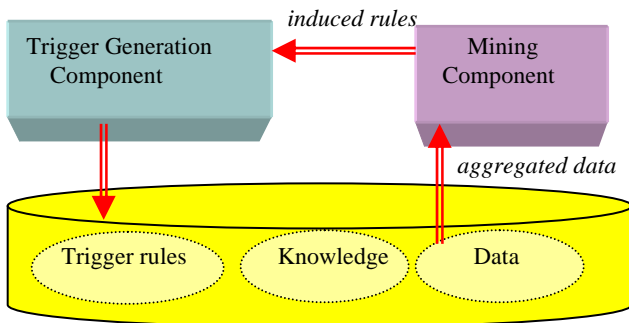 induced rules
Trigger Generation
Component
Mining
Component
aggregated data
Trigger rules
Knowledge
Data